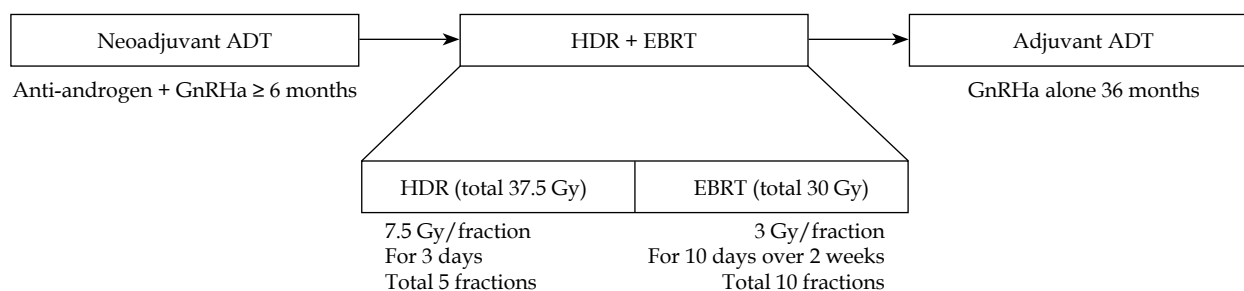 Neoadjuvant ADT
HDR + EBRT
Adjuvant ADT
Anti-androgen + GnRHa ≥ 6 months
GnRHa alone 36 months
HDR (total 37.5 Gy)
EBRT (total 30 Gy)
7.5 Gy/fraction
For 3 days
Total 5 fractions
3 Gy/fraction
For 10 days over 2 weeks
Total 10 fractions